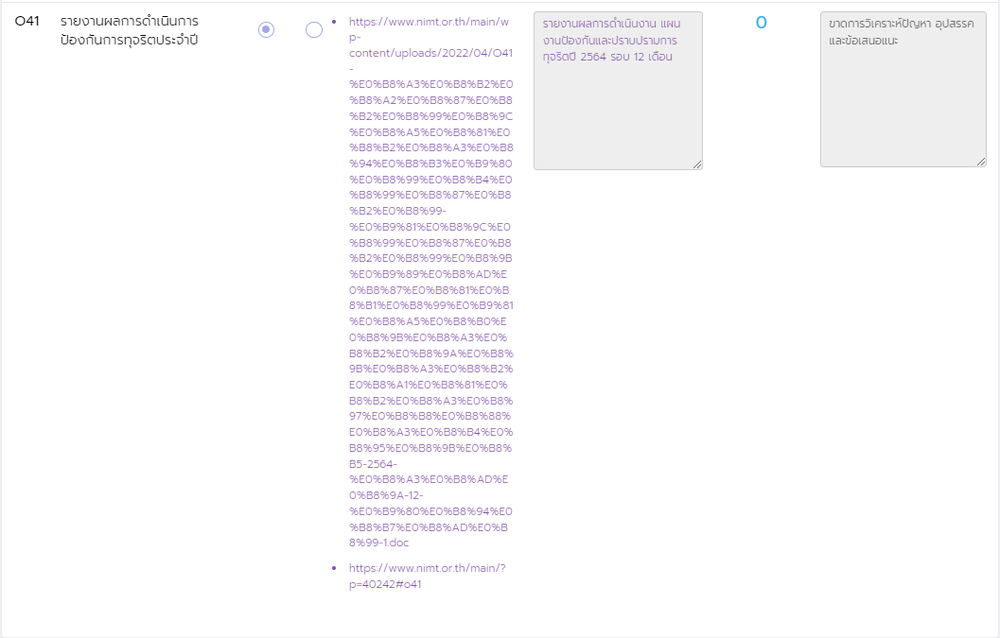 O41
รายงานผลการดำเนินการ
ป้องกันการทุจริตประจำปี
https://www.nimt.or.th/main/w
p-
content/uploads/2022/04/O41
-
%E0%B8%A3%E0%B8%B2%E0
%B8%A2%E0%B8%87%E0%B8
%B2%E0%B8%99%E0%B8%9C
%E0%B8%A5%E0%B8%81%E0
%B8%B2%E0%B8%A3%E0%B8
%94%E0%B8%B3%E0%B9%80
%E0%B8%99%E0%B8%B4%E0
%B8%99%E0%B8%87%E0%B8
%B2%E0%B8%99-
%E0%B9%81%E0%B8%9C%E0
%B8%99%E0%B8%87%E0%B8
%B2%E0%B8%99%E0%B8%9B
%E0%B9%89%E0%B8%AD%E
0%B8%87%E0%B8%81%E0%B
8%B1%E0%B8%99%E0%B9%81
%E0%B8%A5%E0%B8%B0%E
0%B8%9B%E0%B8%A3%E0%
B8%B2%E0%B8%9A%E0%B8%
9B%E0%B8%A3%E0%B8%B2%
E0%B8%A1%E0%B8%81%E0%
B8%B2%E0%B8%A3%E0%B8%
97%E0%B8%B8%E0%B8%88%
E0%B8%A3%E0%B8%B4%E0%
B8%95%E0%B8%9B%E0%B8%
B5-2564-
%E0%B8%A3%E0%B8%AD%E
0%B8%9A-12-
%E0%B9%80%E0%B8%94%E0
%B8%B7%E0%B8%AD%E0%B
8%99-1.doc
https://www.nimt.or.th/main/?
p=40242#o41
รายงานผลการดำเนินงาน แผน
งานป้องกันและปราบปรามการ
ทุจริตปี 2564 รอบ 12 เดือน
0
ขาดการวิเคราะห์ปัญหา อุปสรรค
และข้อเสนอแนะ